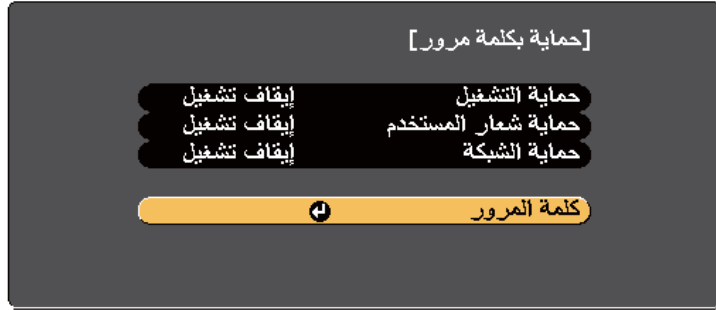 [حماية بكلمة مرور]
حماية التشغيل إيقاف تشغيل
حماية شعار المستخدم إيقاف تشغيل
حماية الشبكة إيقاف تشغيل
كلمة المرور